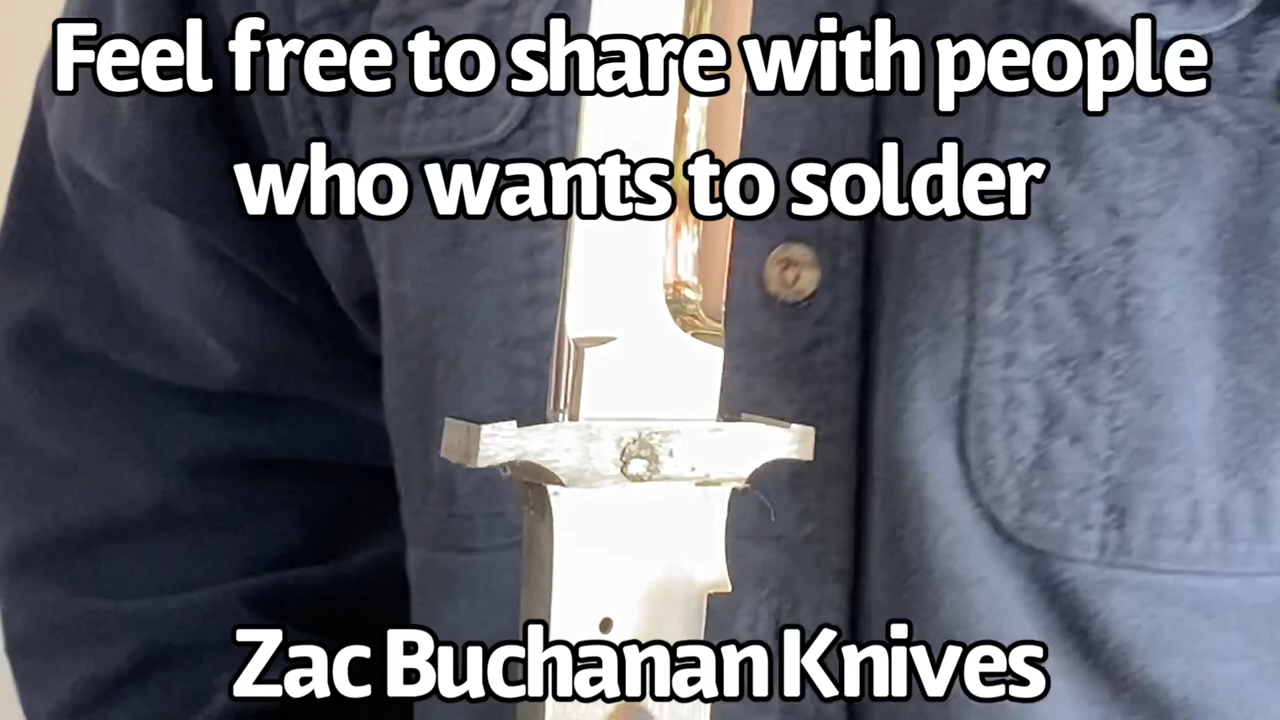 Feel free to share with people
who wants to solder
Zac Buchanan Knives